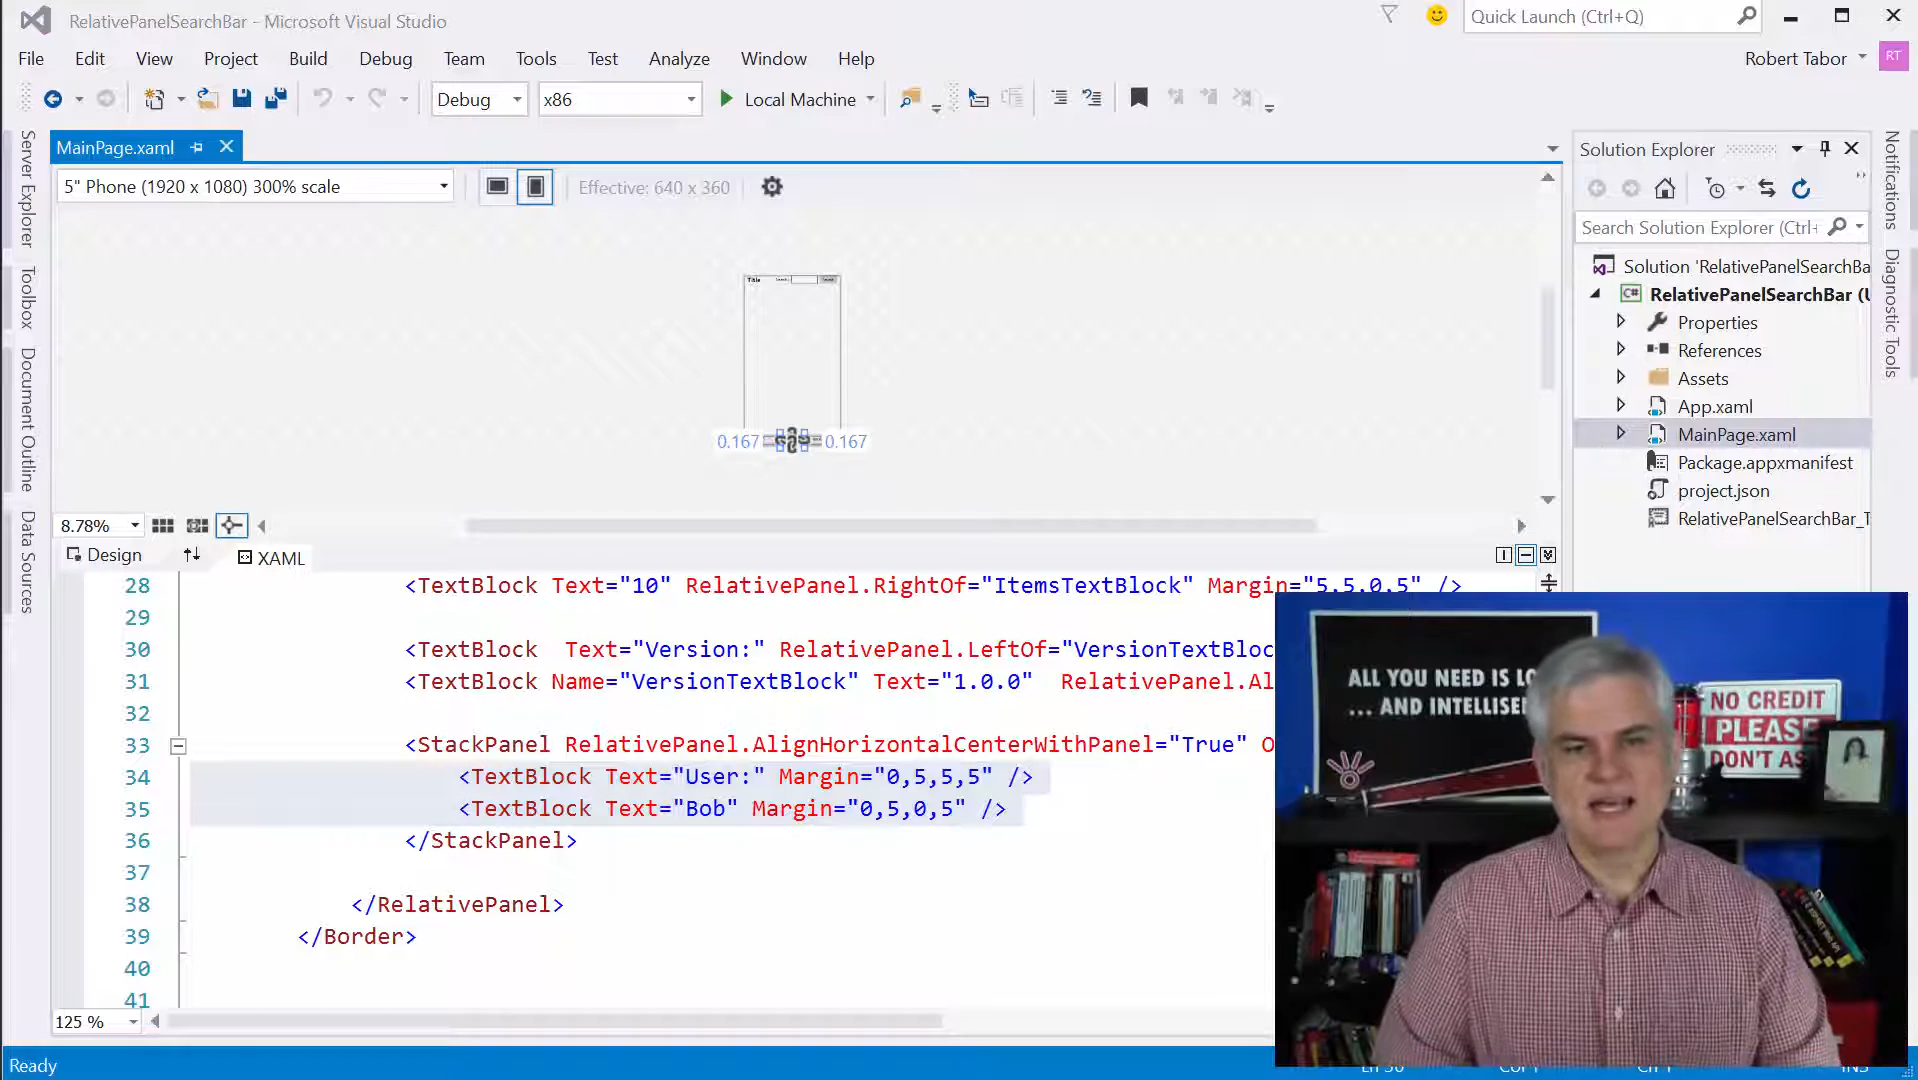 RelativePanelSearchBar - Microsoft Visual Studio
Quick Launch (Ctrl+Q)
File Edit View Project Build Debug Team Tools Test Analyze Window Help
Robert Tabor RT
Debug x86 Local Machine
MainPage.xaml
Solution Explorer
5" Phone (1920 x 1080) 300% scale
Effective: 640 x 360
Search Solution Explorer (Ctrl+
Solution 'RelativePanelSearchBa
C# RelativePanelSearchBar (U
Properties
References
Assets
App.xaml
MainPage.xaml
Package.appxmanifest
project.json
RelativePanelSearchBar_T
Server Explorer
Toolbox
Document Outline
Data Sources
Notifications
Diagnostic Tools
Title
0.167 0.167
8.78%
Design XAML
28 <TextBlock Text="10" RelativePanel.RightOf="ItemsTextBlock" Margin="5,5,0,5" />
29
30 <TextBlock  Text="Version:" RelativePanel.LeftOf="VersionTextBloc
31 <TextBlock Name="VersionTextBlock" Text="1.0.0"  RelativePanel.Al
32
33 <StackPanel RelativePanel.AlignHorizontalCenterWithPanel="True" O
34 <TextBlock Text="User:" Margin="0,5,5,5" />
35 <TextBlock Text="Bob" Margin="0,5,0,5" />
36 </StackPanel>
37
38 </RelativePanel>
39 </Border>
40
41
125 %
Ready
ALL YOU NEED IS LO
... AND INTELLISE
NO CREDIT
PLEASE
DON'T AS